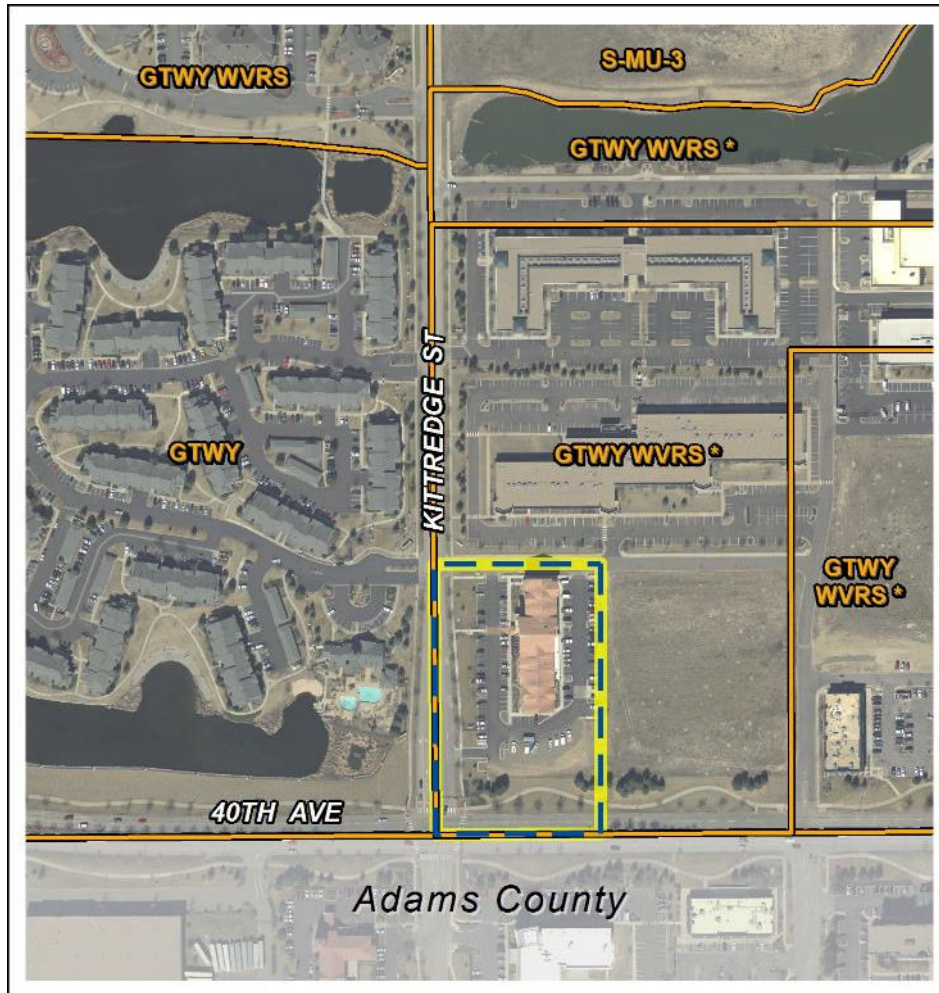 GTWY WVRS
S-MU-3
GTWY WVRS *
KITTREDGE ST
GTWY
GTWY WVRS *
GTWY
WVRS *
40TH AVE
Adams County